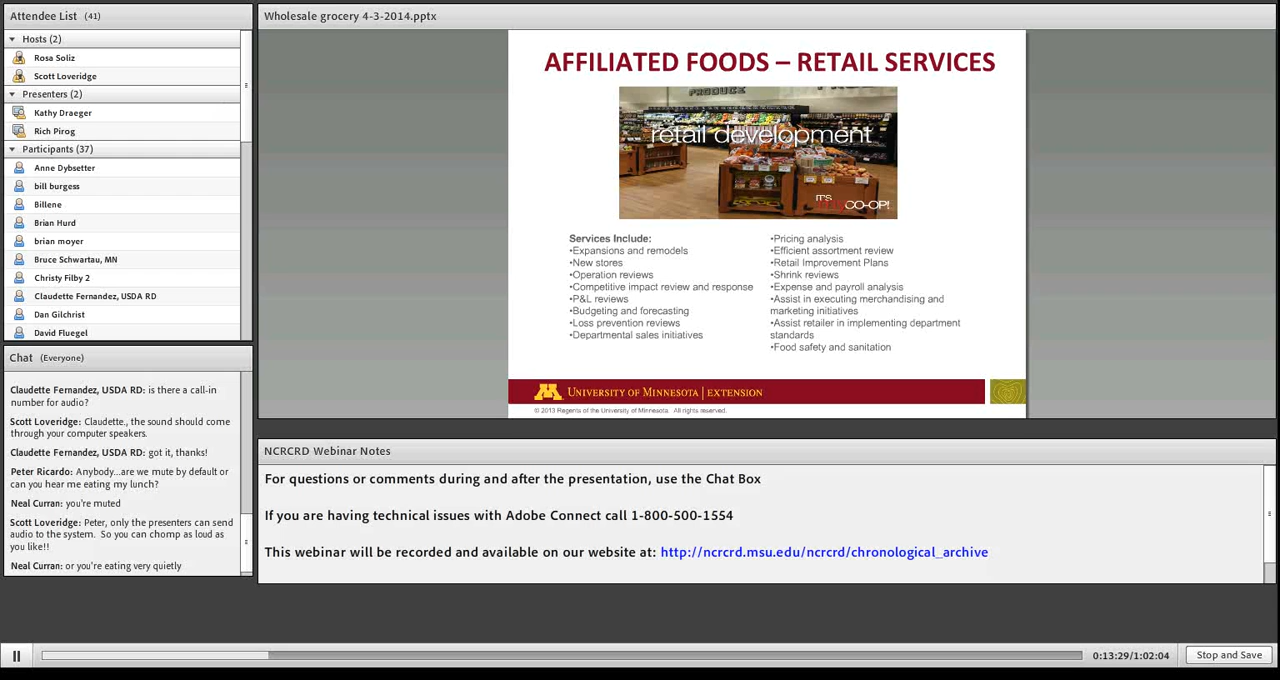 Attendee List (41)
Hosts (2)
Rosa Soliz
Scott Loveridge
Presenters (2)
Kathy Draeger
Rich Pirog
Participants (37)
Anne Dybsetter
bill burgess
Billene
Brian Hurd
brian moyer
Bruce Schwartau, MN
Christy Filby 2
Claudette Fernandez, USDA RD
Dan Gilchrist
David Fluegel
Chat (Everyone)
Claudette Fernandez, USDA RD: is there a call-in
number for audio?
Scott Loveridge: Claudette., the sound should come
through your computer speakers.
Claudette Fernandez, USDA RD: got it, thanks!
Peter Ricardo: Anybody...are we mute by default or
can you hear me eating my lunch?
Neal Curran: you're muted
Scott Loveridge: Peter, only the presenters can send
audio to the system. So you can chomp as loud as
you like!!
Neal Curran: or you're eating very quietly
Wholesale grocery 4-3-2014.pptx
AFFILIATED FOODS – RETAIL SERVICES
PRODUCE
retail development
IT'S
my CO-OP!
Services Include:
•Expansions and remodels
•New stores
•Operation reviews
•Competitive impact review and response
•P&L reviews
•Budgeting and forecasting
•Loss prevention reviews
•Departmental sales initiatives
•Pricing analysis
•Efficient assortment review
•Retail Improvement Plans
•Shrink reviews
•Expense and payroll analysis
•Assist in executing merchandising and
marketing initiatives
•Assist retailer in implementing department
standards
•Food safety and sanitation
UNIVERSITY OF MINNESOTA | EXTENSION
© 2013 Regents of the University of Minnesota. All rights reserved.
NCRCRD Webinar Notes
For questions or comments during and after the presentation, use the Chat Box
If you are having technical issues with Adobe Connect call 1-800-500-1554
This webinar will be recorded and available on our website at: http://ncrcrd.msu.edu/ncrcrd/chronological_archive
0:13:29/1:02:04
Stop and Save